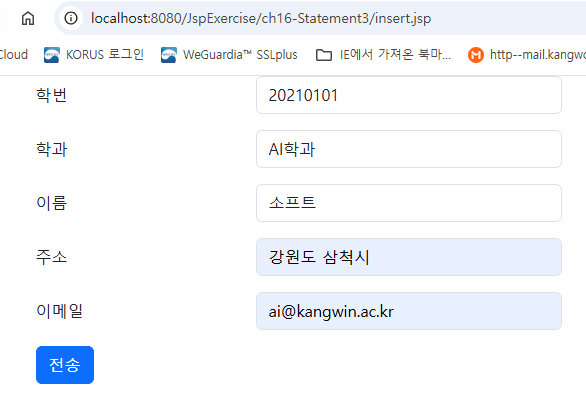 localhost:8080/JspExercise/ch16-Statement3/insert.jsp
Cloud KORUS 로그인 WeGuardia™ SSLplus IE에서 가져온 북마... http--mail.kangwo
학번 20210101
학과 AI학과
이름 소프트
주소 강원도 삼척시
이메일 ai@kangwin.ac.kr
전송